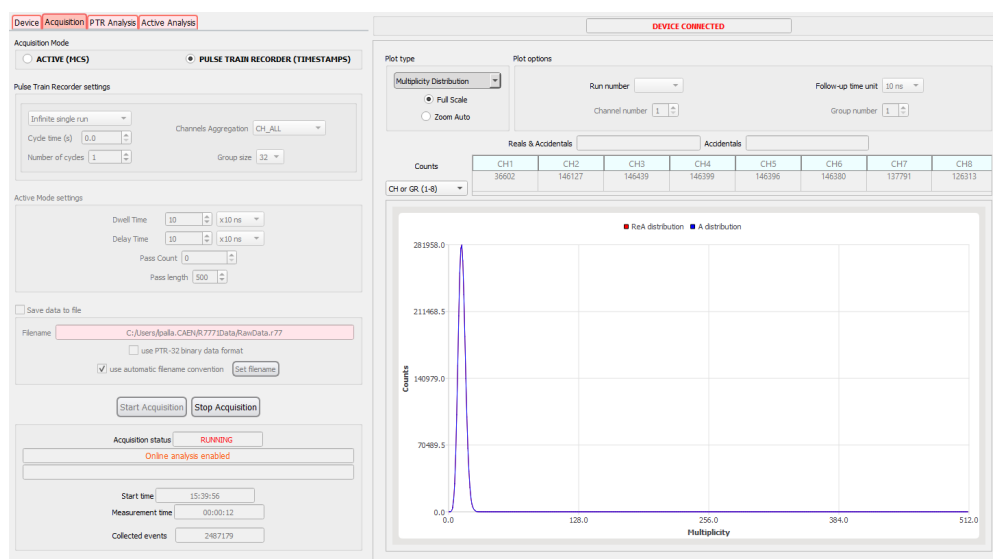 Device Acquisition PTR Analysis Active Analysis
Acquisition Mode
ACTIVE (MCS) PULSE TRAIN RECORDER (TIMESTAMPS)
Pulse Train Recorder settings
Infinite single run
Channels Aggregation CH_ALL
Cycle time (s) 0.0
Number of cycles 1 Group size 32
Active Mode settings
Dwell Time 10 x10 ns
Delay Time 10 x10 ns
Pass Count 0
Pass length 500
Save data to file
Filename C:/Users/lpalla.CAEN/R7771Data/RawData.r77
use PTR-32 binary data format
use automatic filename convention Set filename
Start Acquisition Stop Acquisition
Acquisition status RUNNING
Online analysis enabled
Start time 15:39:56
Measurement time 00:00:12
Collected events 2487179
DEVICE CONNECTED
Plot type Plot options
Multiplicity Distribution
Full Scale
Zoom Auto
Run number Follow-up time unit 10 ns
Channel number 1 Group number 1
Reals & Accidentals Accidentals
Counts CH1 CH2 CH3 CH4 CH5 CH6 CH7 CH8
36602 146127 146439 146399 146396 146380 137791 126313
CH or GR (1-8)
ReA distribution A distribution
281958.0
211468.5
140979.0
70489.5
0.0
Counts
0.0 128.0 256.0 384.0 512.0
Multiplicity